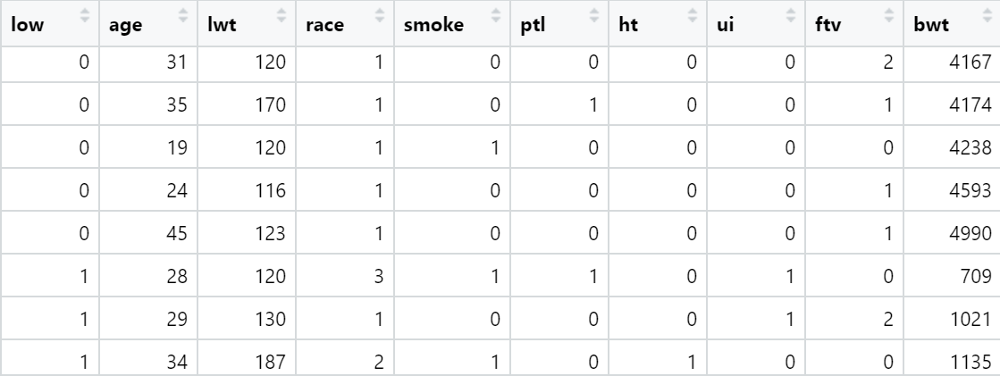 low age lwt race smoke ptl ht ui ftv bwt
0 31 120 1 0 0 0 0 2 4167
0 35 170 1 0 1 0 0 1 4174
0 19 120 1 1 0 0 0 0 4238
0 24 116 1 0 0 0 0 1 4593
0 45 123 1 0 0 0 0 1 4990
1 28 120 3 1 1 0 1 0 709
1 29 130 1 0 0 0 1 2 1021
1 34 187 2 1 0 1 0 0 1135